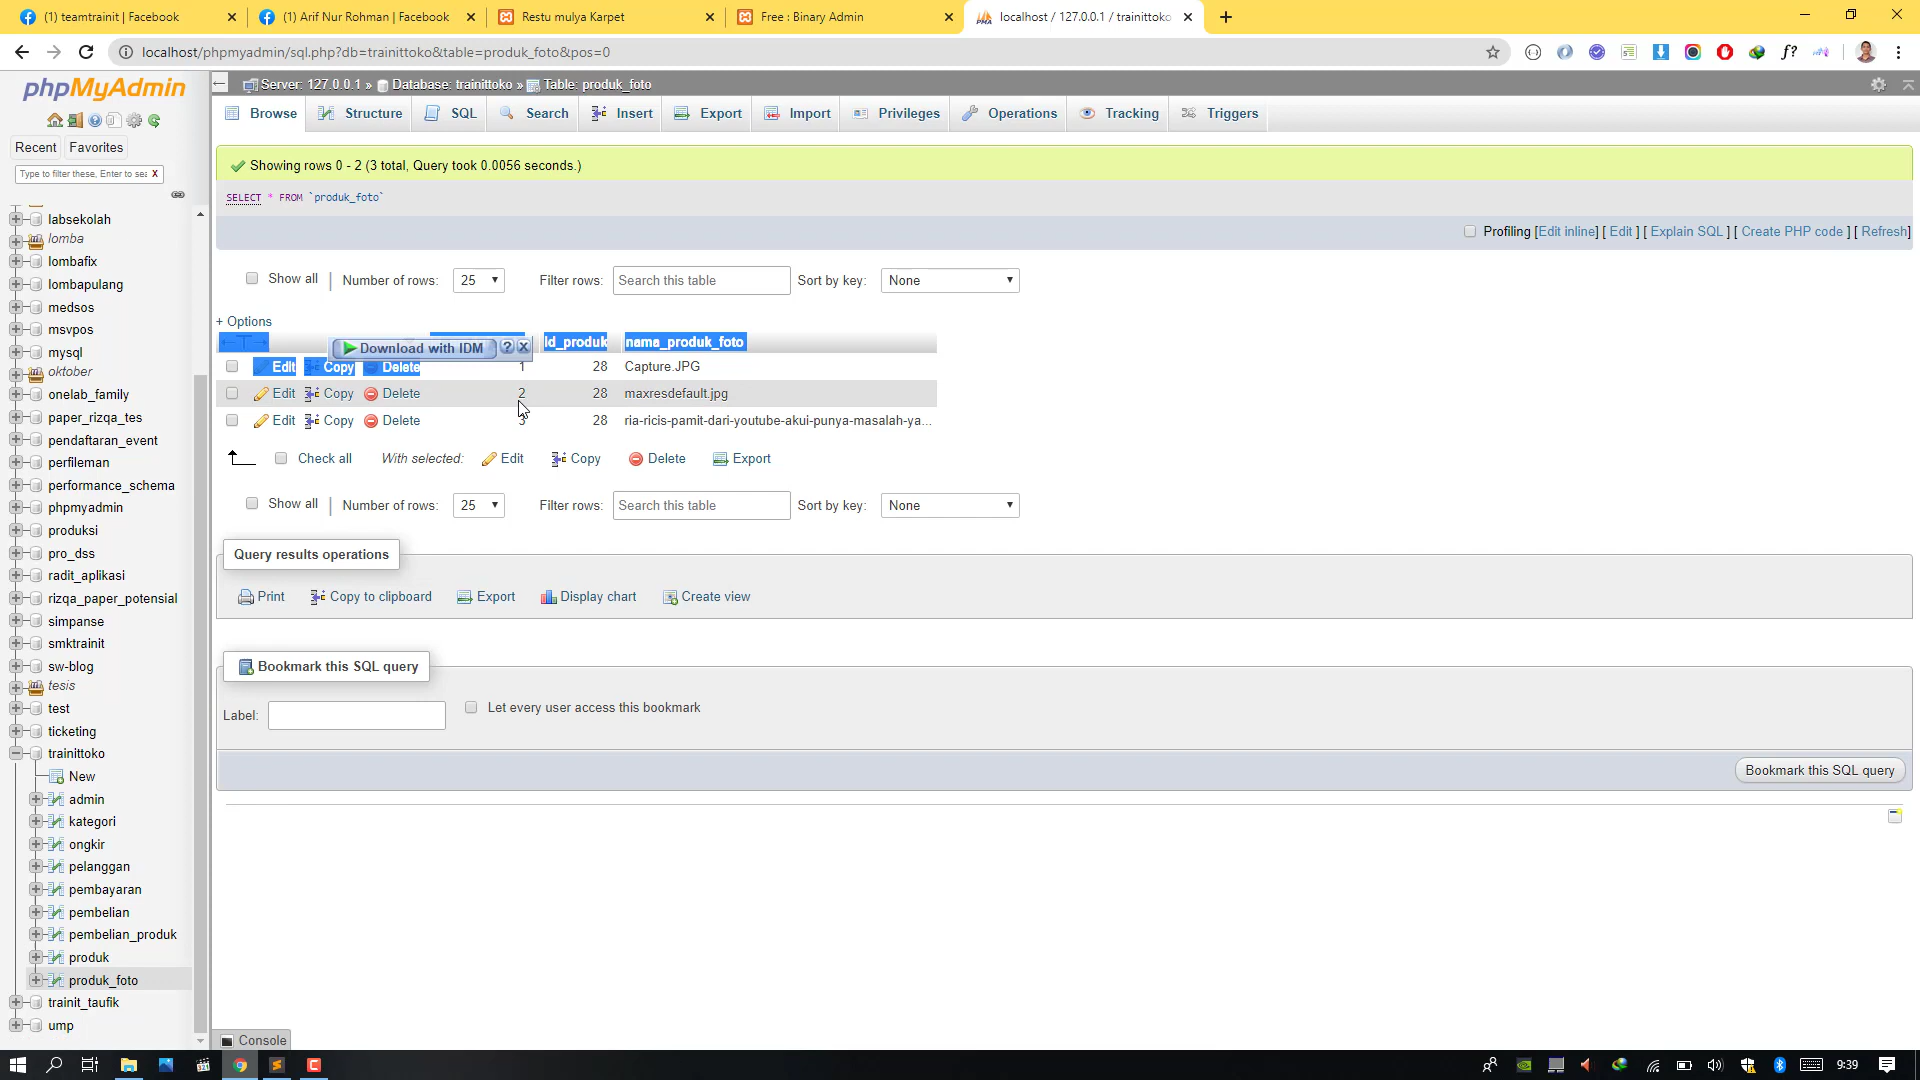 (1) teamtrainit | Facebook
(1) Arif Nur Rohman | Facebook
Restu mulya Karpet
Free : Binary Admin
localhost / 127.0.0.1 / trainittoko
localhost/phpmyadmin/sql.php?db=trainittoko&table=produk_foto&pos=0
phpMyAdmin
Recent
Favorites
Type to filter these, Enter to sea X
labsekolah
lomba
lombafix
lombapulang
medsos
msvpos
mysql
oktober
onelab_family
paper_rizqa_tes
pendaftaran_event
perfileman
performance_schema
phpmyadmin
produksi
pro_dss
radit_aplikasi
rizqa_paper_potensial
simpanse
smktrainit
sw-blog
tesis
test
ticketing
trainittoko
New
admin
kategori
ongkir
pelanggan
pembayaran
pembelian
pembelian_produk
produk
produk_foto
trainit_taufik
ump
Server: 127.0.0.1 » Database: trainittoko » Table: produk_foto
Browse Structure SQL Search Insert Export Import Privileges Operations Tracking Triggers
Showing rows 0 - 2 (3 total, Query took 0.0056 seconds.)
SELECT * FROM `produk_foto`
Profiling [Edit inline] [ Edit ] [ Explain SQL ] [ Create PHP code ] [ Refresh]
Show all | Number of rows: 25 Filter rows: Search this table Sort by key: None
+ Options
←T→ id_produk nama_produk_foto
Download with IDM ? X
Edit Copy Delete 1 28 Capture.JPG
Edit Copy Delete 2 28 maxresdefault.jpg
Edit Copy Delete 3 28 ria-ricis-pamit-dari-youtube-akui-punya-masalah-ya...
Check all With selected: Edit Copy Delete Export
Show all | Number of rows: 25 Filter rows: Search this table Sort by key: None
Query results operations
Print Copy to clipboard Export Display chart Create view
Bookmark this SQL query
Label: Let every user access this bookmark
Bookmark this SQL query
Console
9:39